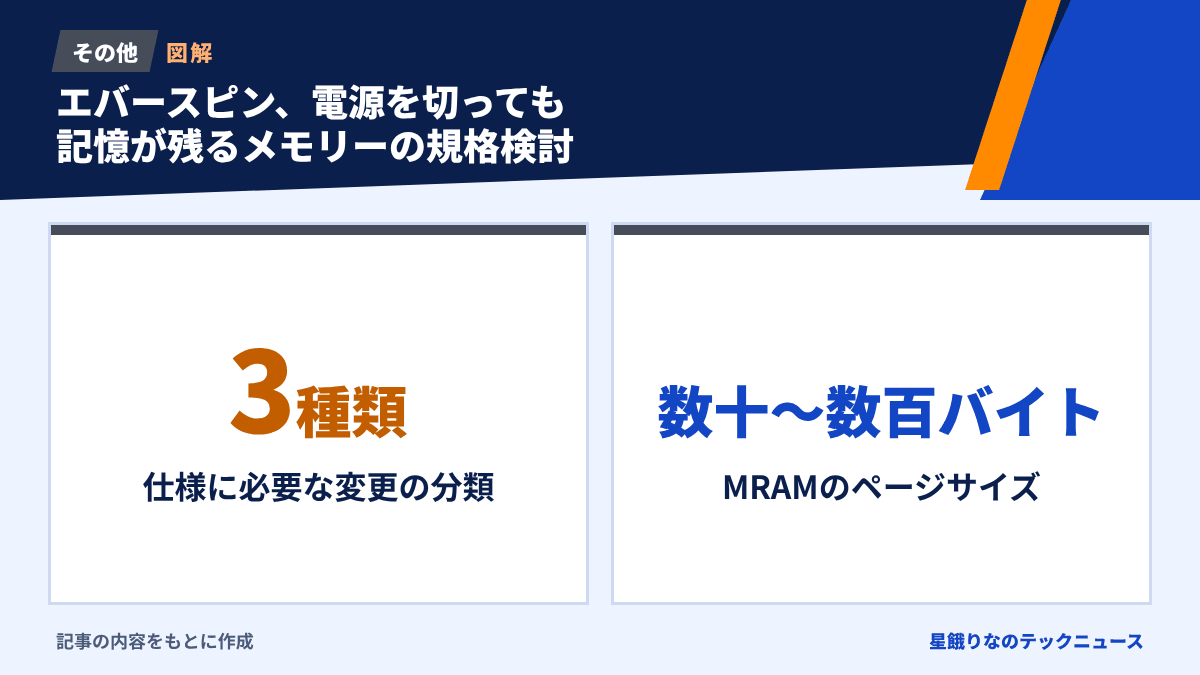 その他 図解
エバースピン、電源を切っても
記憶が残るメモリーの規格検討
3種類
仕様に必要な変更の分類
数十〜数百バイト
MRAMのページサイズ
記事の内容をもとに作成
星餓りなのテックニュース